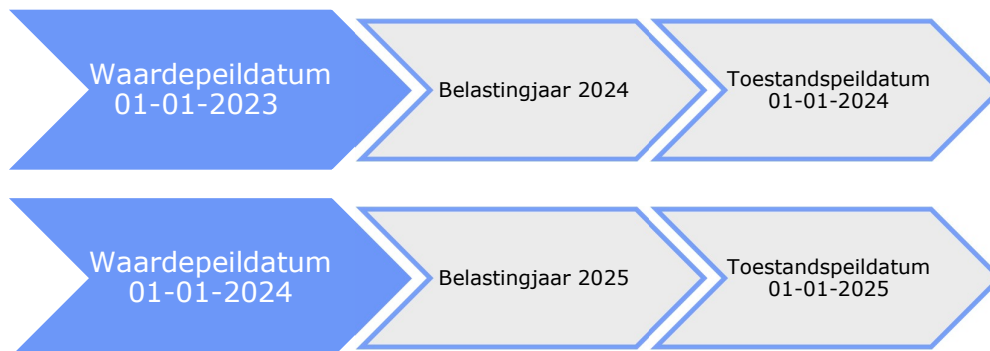 Waardepeildatum
01-01-2023
Belastingjaar 2024
Toestandspeildatum
01-01-2024
Waardepeildatum
01-01-2024
Belastingjaar 2025
Toestandspeildatum
01-01-2025